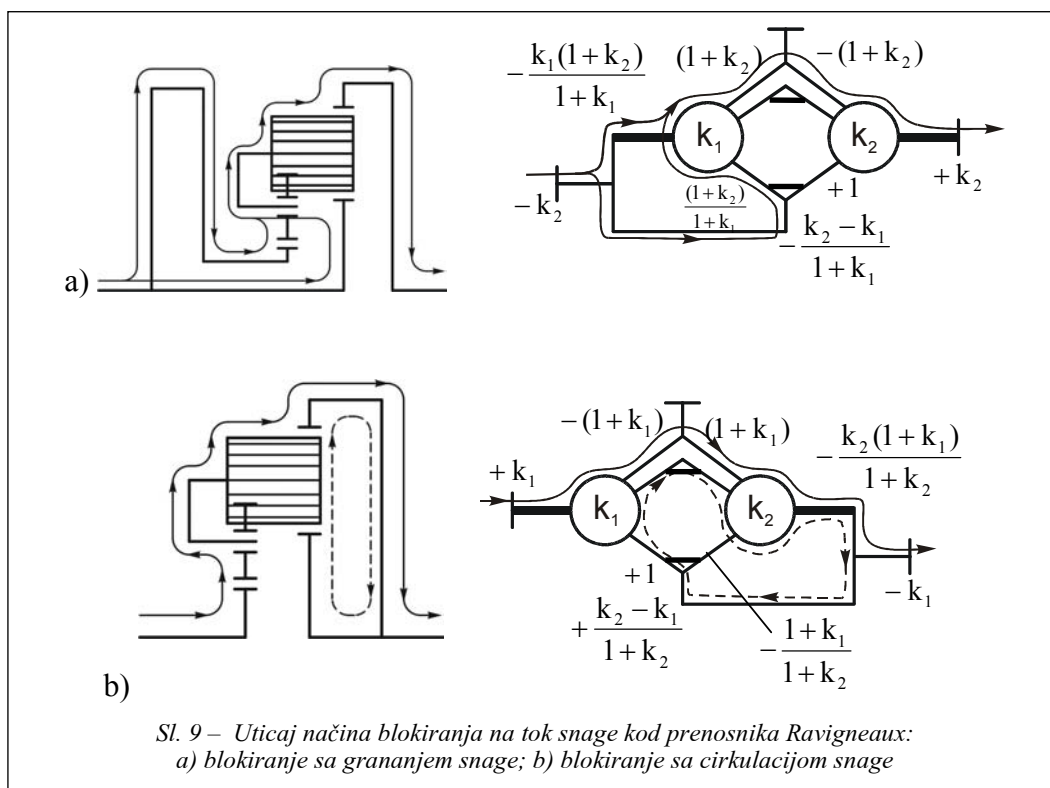 a)
- k₁(1+k₂) / 1+k₁
(1+k₂)
-(1+k₂)
k₁
k₂
- k₂
(1+k₂) / 1+k₁
+1
+k₂
- k₂ - k₁ / 1+k₁
b)
-(1+k₁)
(1+k₁)
- k₂(1+k₁) / 1+k₂
+k₁
k₁
k₂
+1
- k₁
+ k₂ - k₁ / 1+k₂
- 1+k₁ / 1+k₂
Sl. 9 – Uticaj načina blokiranja na tok snage kod prenosnika Ravigneaux:
a) blokiranje sa grananjem snage; b) blokiranje sa cirkulacijom snage